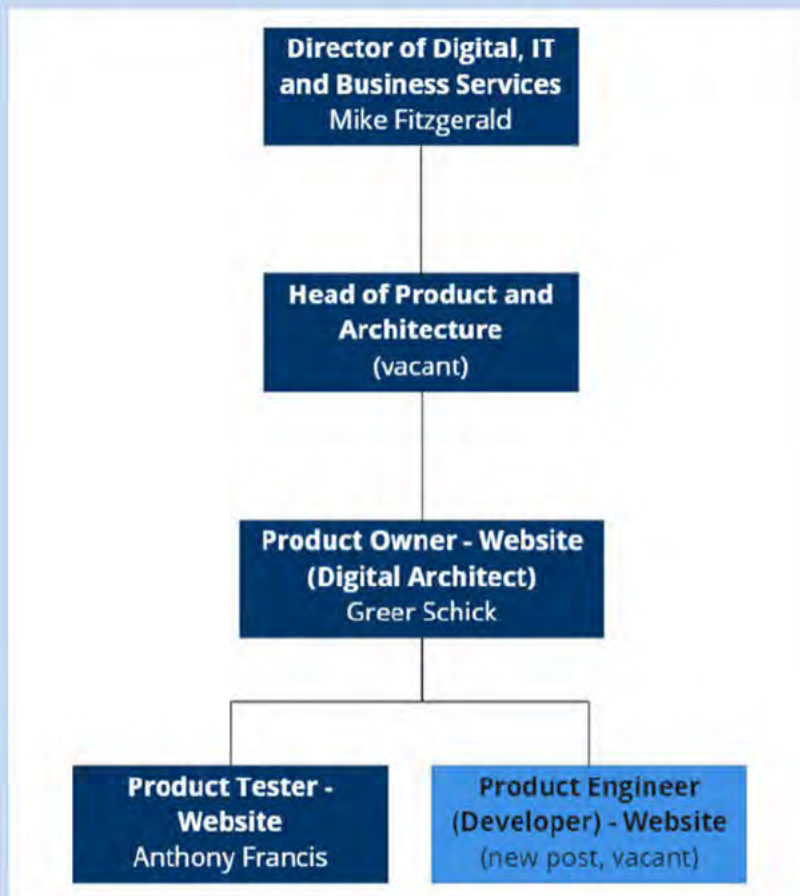 Director of Digital, IT
and Business Services
Mike Fitzgerald
Head of Product and
Architecture
(vacant)
Product Owner - Website
(Digital Architect)
Greer Schick
Product Tester -
Website
Anthony Francis
Product Engineer
(Developer) - Website
(new post, vacant)